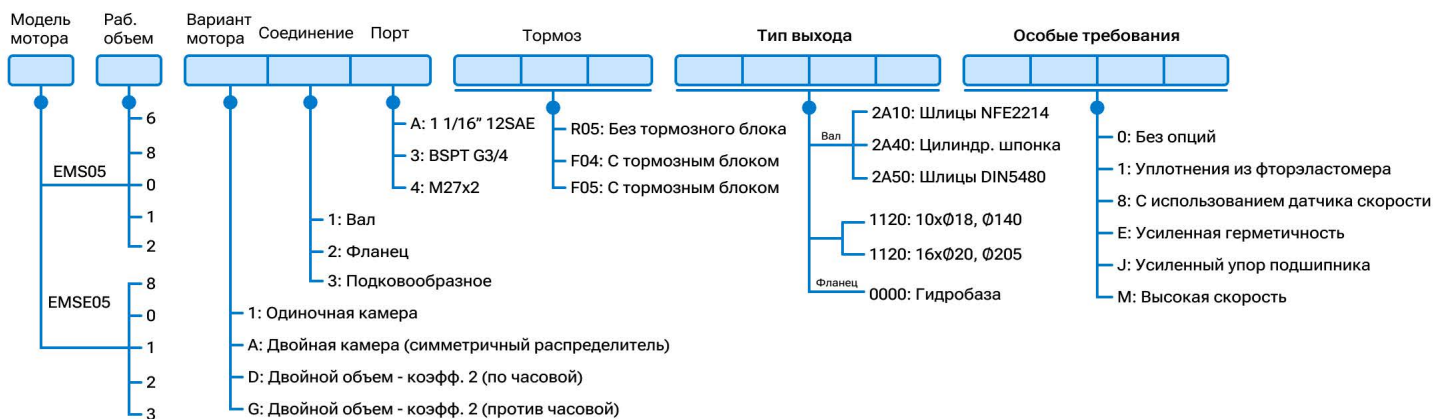 Модель мотора
Раб. объем
Вариант мотора
Соединение
Порт
Тормоз
Тип выхода
Особые требования
EMS05
6
8
0
1
2
EMSE05
8
0
1
2
3
1: Одиночная камера
A: Двойная камера (симметричный распределитель)
D: Двойной объем - коэфф. 2 (по часовой)
G: Двойной объем - коэфф. 2 (против часовой)
1: Вал
2: Фланец
3: Подковообразное
A: 1 1/16” 12SAE
3: BSPT G3/4
4: M27x2
R05: Без тормозного блока
F04: С тормозным блоком
F05: С тормозным блоком
Вал
2A10: Шлицы NFE2214
2A40: Цилиндр. шпонка
2A50: Шлицы DIN5480
1120: 10xØ18, Ø140
1120: 16xØ20, Ø205
Фланец
0000: Гидробаза
0: Без опций
1: Уплотнения из фторэластомера
8: С использованием датчика скорости
E: Усиленная герметичность
J: Усиленный упор подшипника
M: Высокая скорость